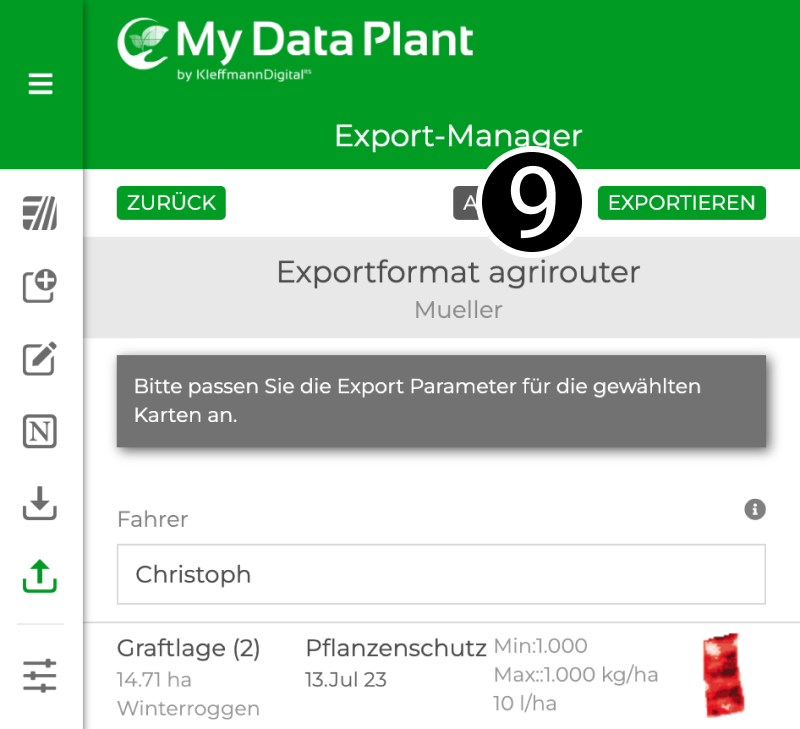 My Data Plant
by KleffmannDigital RS
Export-Manager
ZURÜCK
9
EXPORTIEREN
Exportformat agrirouter
Mueller
Bitte passen Sie die Export Parameter für die gewählten
Karten an.
Fahrer
Christoph
Graftlage (2) Pflanzenschutz Min:1.000
14.71 ha 13.Jul 23 Max::1.000 kg/ha
Winterroggen 10 l/ha
N